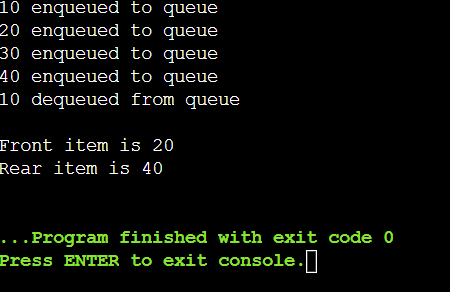 10 enqueued to queue
20 enqueued to queue
30 enqueued to queue
40 enqueued to queue
10 dequeued from queue
Front item is 20
Rear item is 40
...Program finished with exit code 0
Press ENTER to exit console.